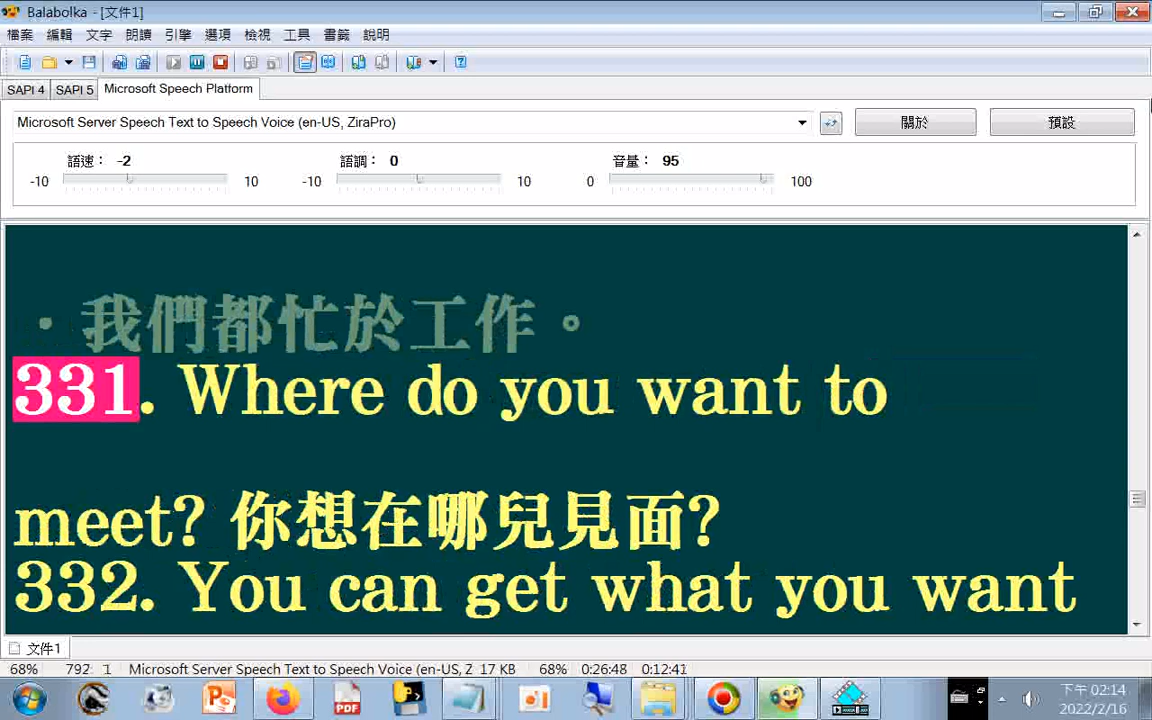 Balabolka - [文件1]
檔案 編輯 文字 朗讀 引擎 選項 檢視 工具 書籤 說明
SAPI 4 SAPI 5 Microsoft Speech Platform
Microsoft Server Speech Text to Speech Voice (en-US, ZiraPro) 關於 預設
語速： -2 語調： 0 音量： 95
-10 10 -10 10 0 100
·我們都忙於工作。
331. Where do you want to
meet? 你想在哪兒見面?
332. You can get what you want
文件1
68% 792: 1 Microsoft Server Speech Text to Speech Voice (en-US, Z 17 KB 68% 0:26:48 0:12:41
PDF
下午 02:14
2022/2/16